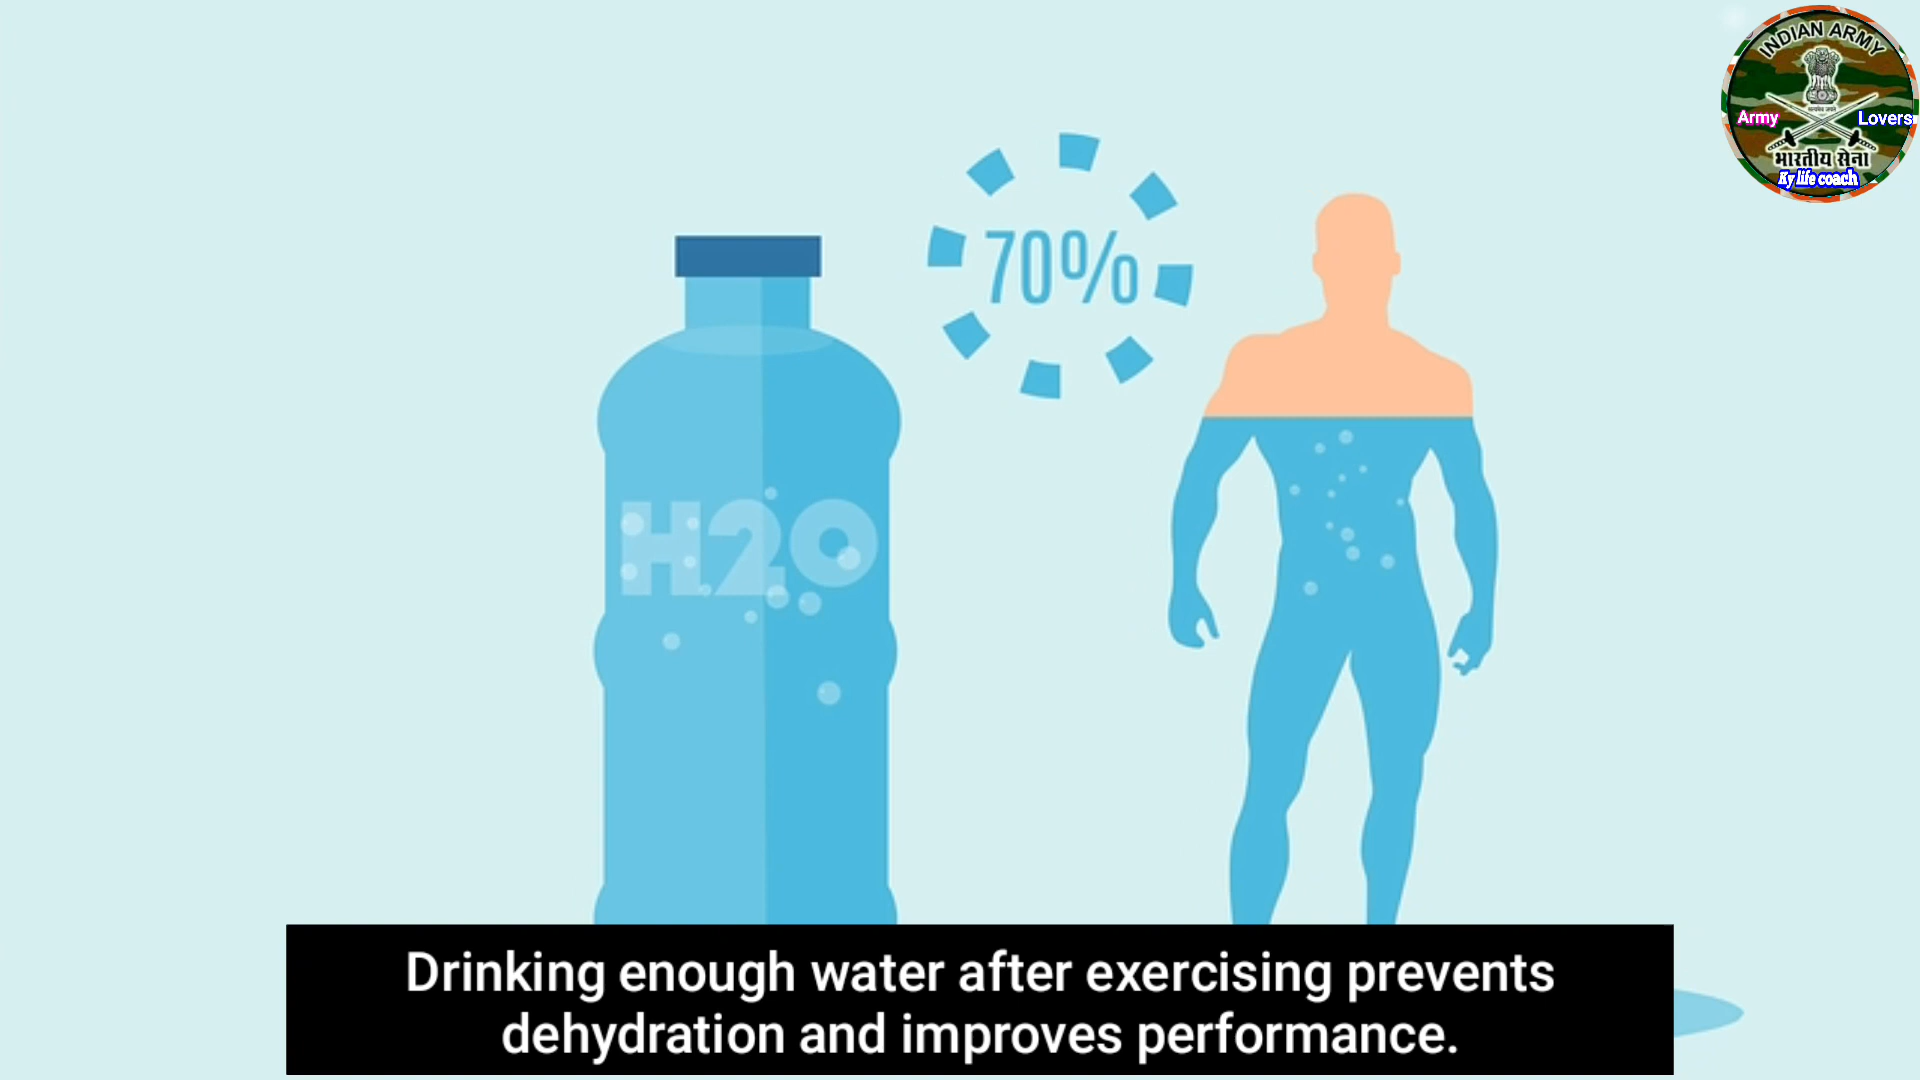 INDIAN ARMY
Army Lovers
भारतीय सेना
Ky life coach
70%
H2O
Drinking enough water after exercising prevents
dehydration and improves performance.